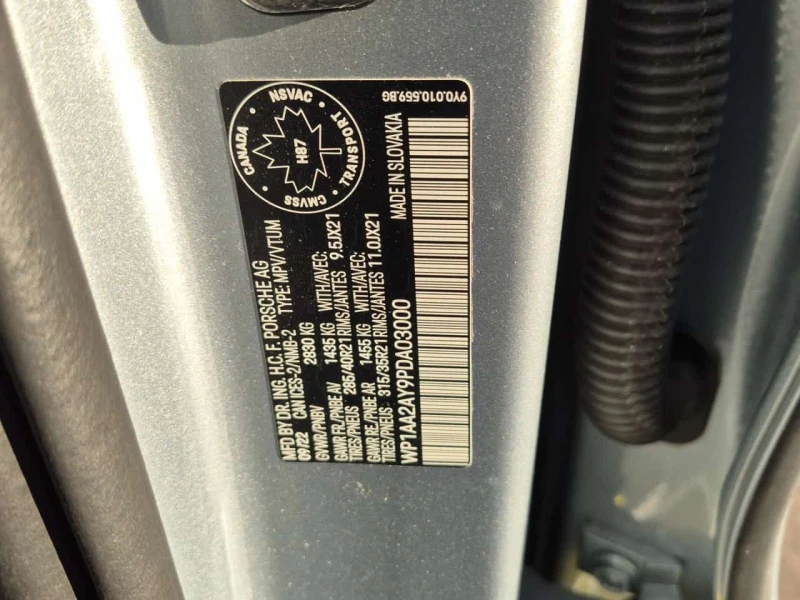 MFD BY DR. ING. H.C. F. PORSCHE AG
09/22 CAN ICES-2/NMB-2 TYPE: MPV/VTUM
GVWR/PNBV 2830 KG
GAWR FR./PNBE AV 1435 KG WITH/AVEC:
TIRES/PNEUS 285/40R21 RIMS/JANTES 9.5JX21
GAWR RE./PNBE AR 1455 KG WITH/AVEC:
TIRES/PNEUS 315/35R21 RIMS/JANTES 11.0JX21
WP1AA2AY9PDA03000 MADE IN SLOVAKIA
CANADA NSVAC
H87
CMVSS TRANSPORT
9Y0.010.559.BG